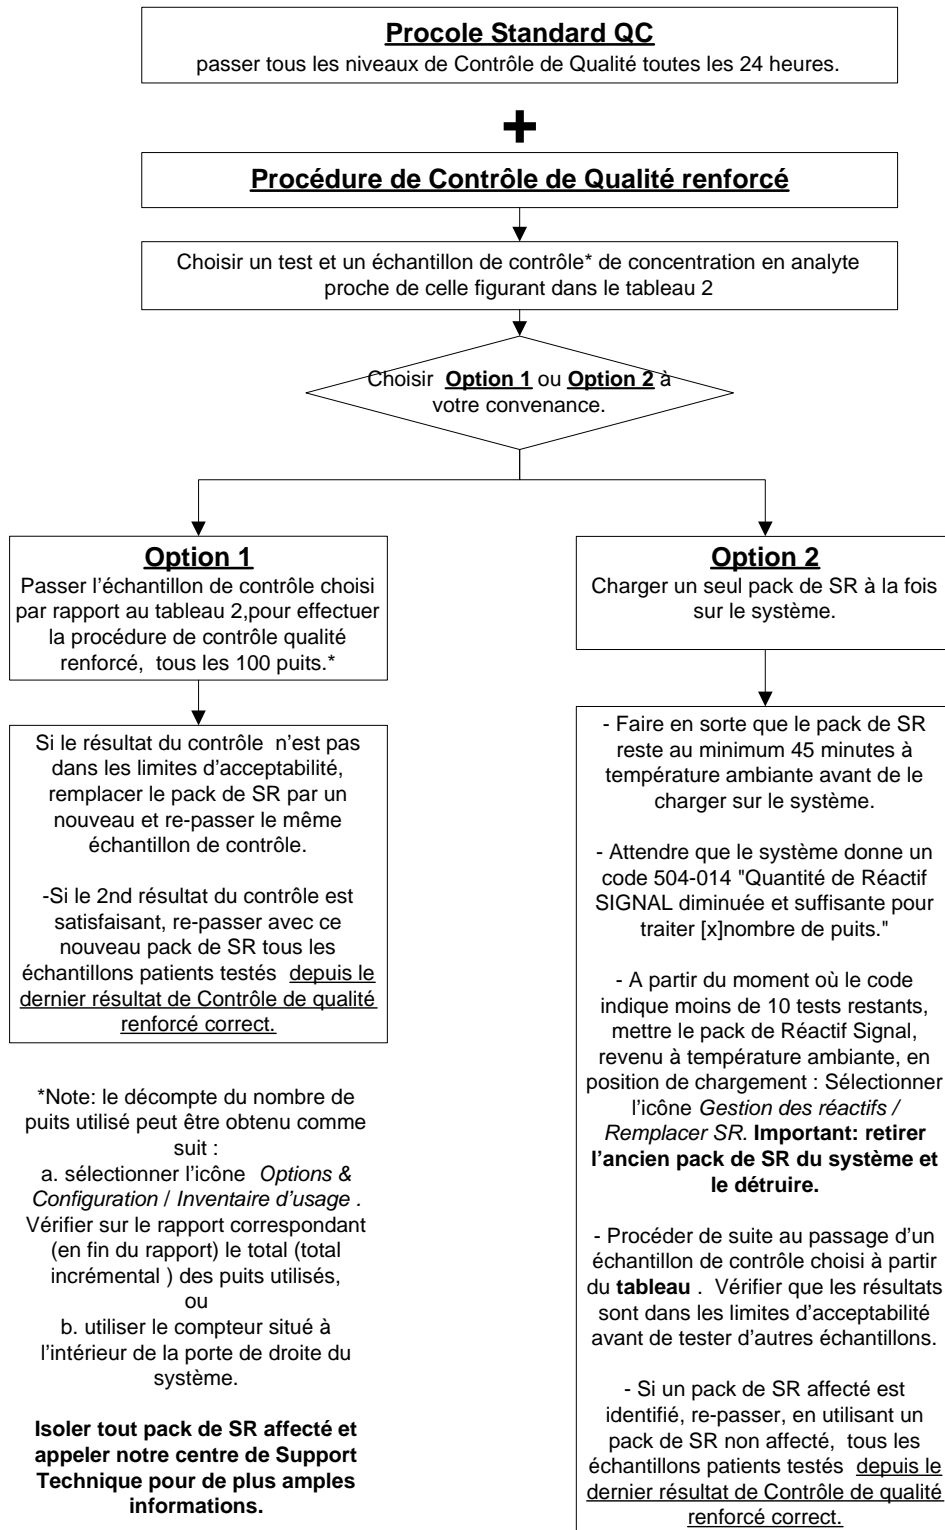 Procole Standard QC
passer tous les niveaux de Contrôle de Qualité toutes les 24 heures.
+
Procédure de Contrôle de Qualité renforcé
Choisir un test et un échantillon de contrôle* de concentration en analyte
proche de celle figurant dans le tableau 2
Choisir Option 1 ou Option 2 à
votre convenance.
Option 1
Passer l'échantillon de contrôle choisi
par rapport au tableau 2,pour effectuer
la procédure de contrôle qualité
renforcé, tous les 100 puits.*
Si le résultat du contrôle n'est pas
dans les limites d'acceptabilité,
remplacer le pack de SR par un
nouveau et re-passer le même
échantillon de contrôle.
-Si le 2nd résultat du contrôle est
satisfaisant, re-passer avec ce
nouveau pack de SR tous les
échantillons patients testés depuis le
dernier résultat de Contrôle de qualité
renforcé correct.
*Note: le décompte du nombre de
puits utilisé peut être obtenu comme
suit :
a. sélectionner l'icône Options &
Configuration / Inventaire d'usage .
Vérifier sur le rapport correspondant
(en fin du rapport) le total (total
incrémental ) des puits utilisés,
ou
b. utiliser le compteur situé à
l'intérieur de la porte de droite du
système.
Isoler tout pack de SR affecté et
appeler notre centre de Support
Technique pour de plus amples
informations.
Option 2
Charger un seul pack de SR à la fois
sur le système.
- Faire en sorte que le pack de SR
reste au minimum 45 minutes à
température ambiante avant de le
charger sur le système.
- Attendre que le système donne un
code 504-014 "Quantité de Réactif
SIGNAL diminuée et suffisante pour
traiter [x]nombre de puits."
- A partir du moment où le code
indique moins de 10 tests restants,
mettre le pack de Réactif Signal,
revenu à température ambiante, en
position de chargement : Sélectionner
l'icône Gestion des réactifs /
Remplacer SR. Important: retirer
l'ancien pack de SR du système et
le détruire.
- Procéder de suite au passage d'un
échantillon de contrôle choisi à partir
du tableau . Vérifier que les résultats
sont dans les limites d'acceptabilité
avant de tester d'autres échantillons.
- Si un pack de SR affecté est
identifié, re-passer, en utilisant un
pack de SR non affecté, tous les
échantillons patients testés depuis le
dernier résultat de Contrôle de qualité
renforcé correct.